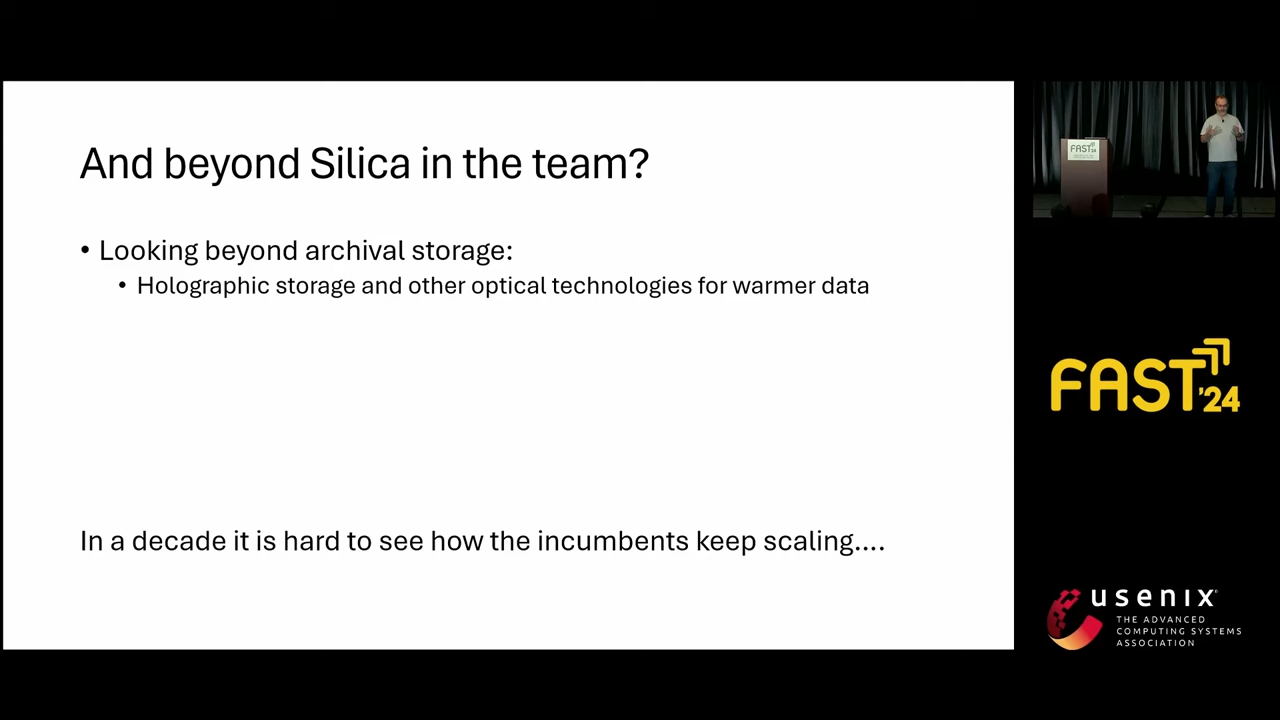 And beyond Silica in the team?
• Looking beyond archival storage:
• Holographic storage and other optical technologies for warmer data
In a decade it is hard to see how the incumbents keep scaling....
FAST'24
FAST '24
usenix
THE ADVANCED
COMPUTING SYSTEMS
ASSOCIATION